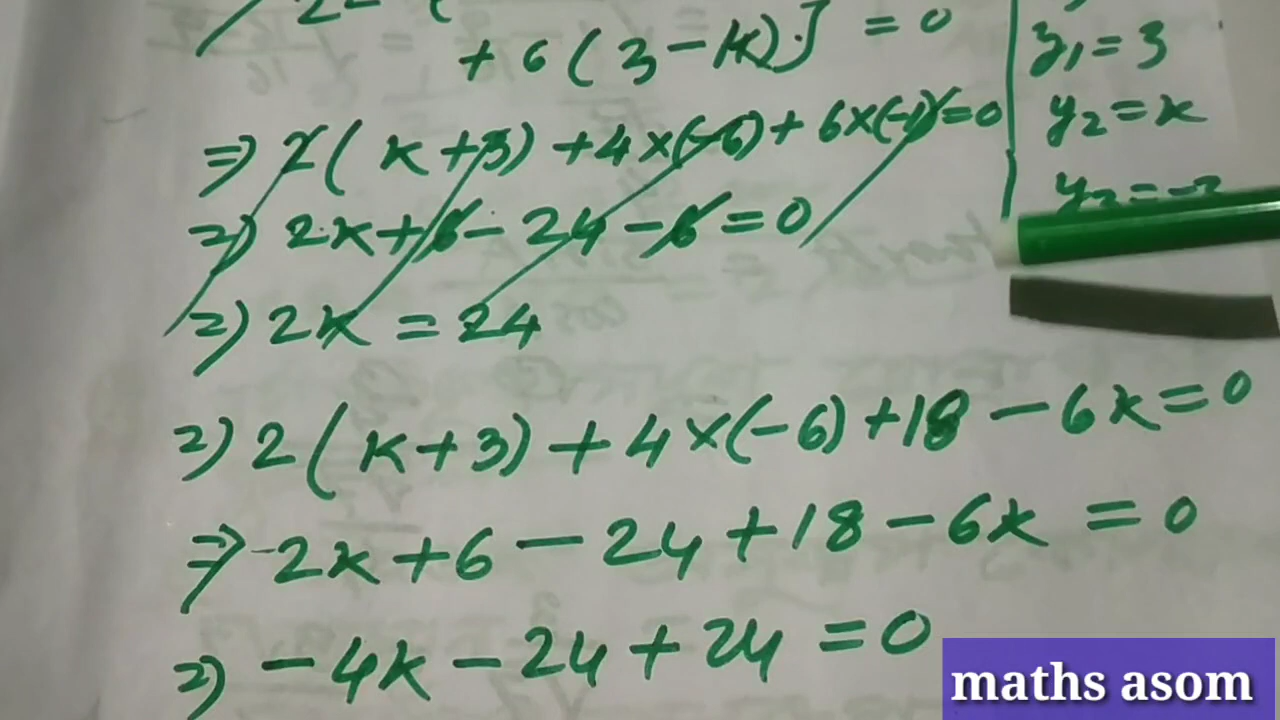 + 6 (3 - k)] = 0
y₁ = 3
y₂ = k
⇒ 2 ( k + 3) + 4 × (-6) + 6×(-1) = 0
y₃ = -3
⇒ 2k + 6 - 24 - 6 = 0
⇒ 2k = 24
⇒ 2 ( k + 3) + 4 × (-6) + 18 - 6k = 0
⇒ 2k + 6 - 24 + 18 - 6k = 0
⇒ - 4k - 24 + 24 = 0
maths asom